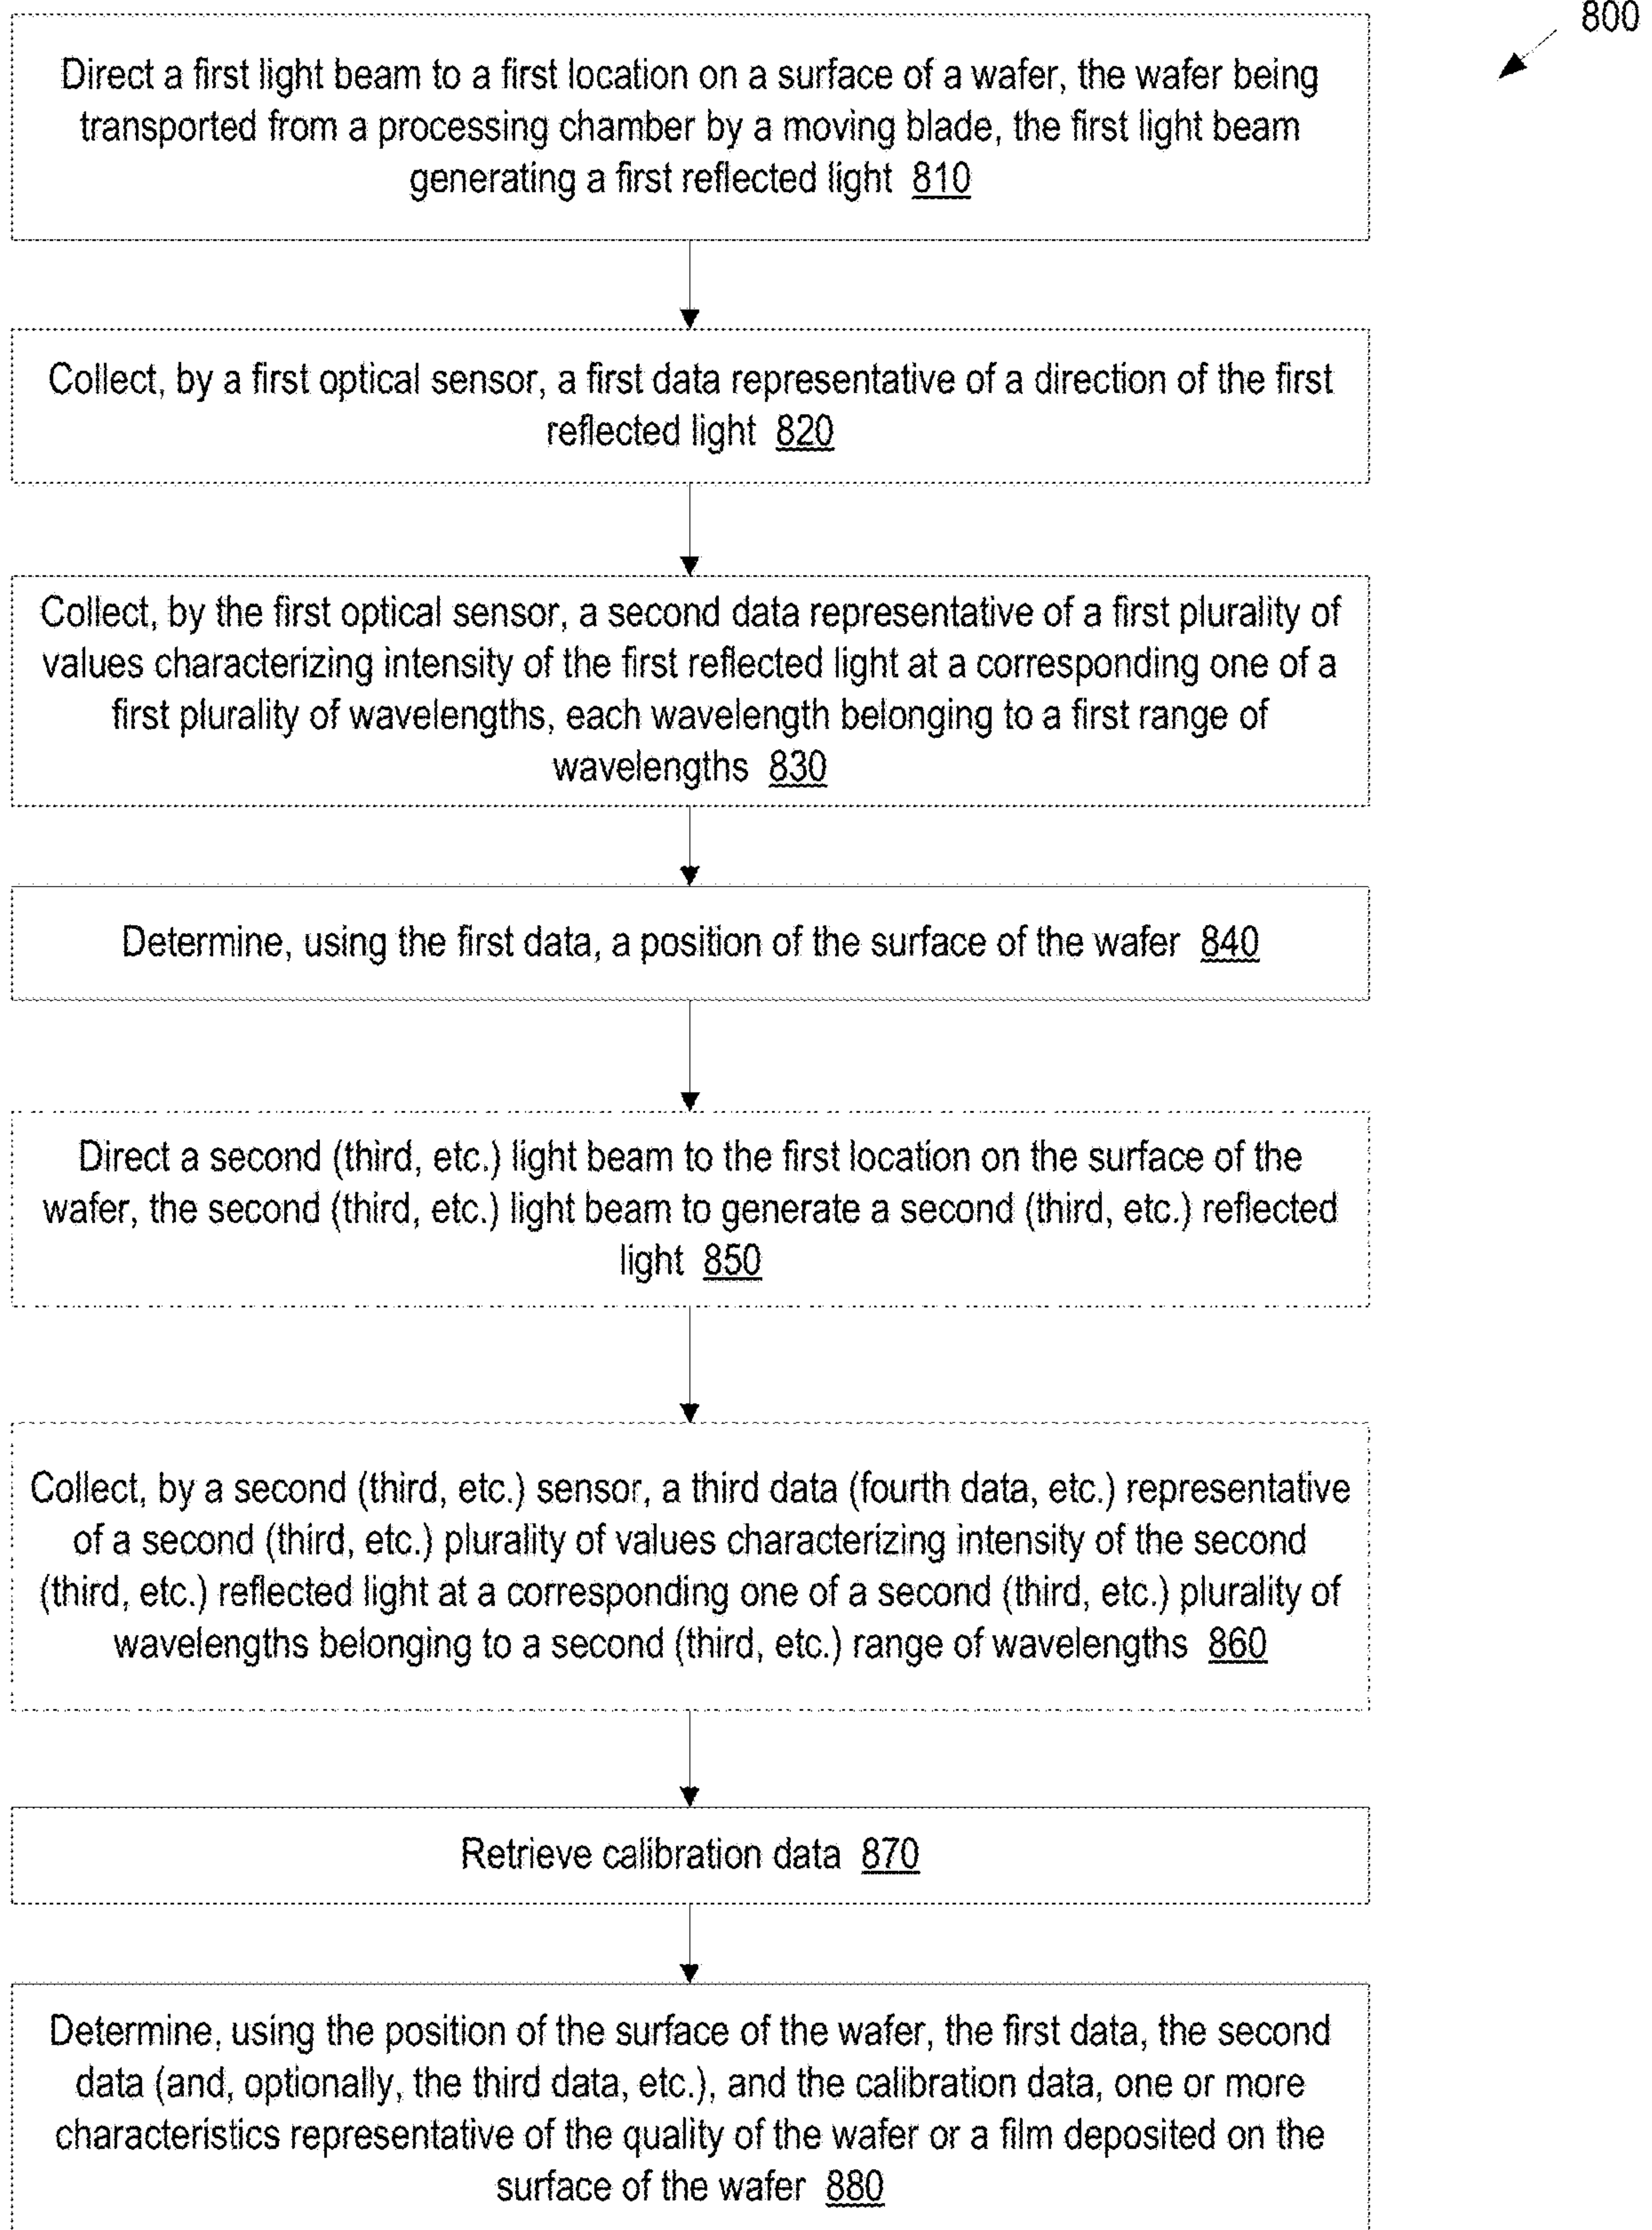 800
Direct a first light beam to a first location on a surface of a wafer, the wafer being
transported from a processing chamber by a moving blade, the first light beam
generating a first reflected light 810
Collect, by a first optical sensor, a first data representative of a direction of the first
reflected light 820
Collect, by the first optical sensor, a second data representative of a first plurality of
values characterizing intensity of the first reflected light at a corresponding one of a
first plurality of wavelengths, each wavelength belonging to a first range of
wavelengths 830
Determine, using the first data, a position of the surface of the wafer 840
Direct a second (third, etc.) light beam to the first location on the surface of the
wafer, the second (third, etc.) light beam to generate a second (third, etc.) reflected
light 850
Collect, by a second (third, etc.) sensor, a third data (fourth data, etc.) representative
of a second (third, etc.) plurality of values characterizing intensity of the second
(third, etc.) reflected light at a corresponding one of a second (third, etc.) plurality of
wavelengths belonging to a second (third, etc.) range of wavelengths 860
Retrieve calibration data 870
Determine, using the position of the surface of the wafer, the first data, the second
data (and, optionally, the third data, etc.), and the calibration data, one or more
characteristics representative of the quality of the wafer or a film deposited on the
surface of the wafer 880